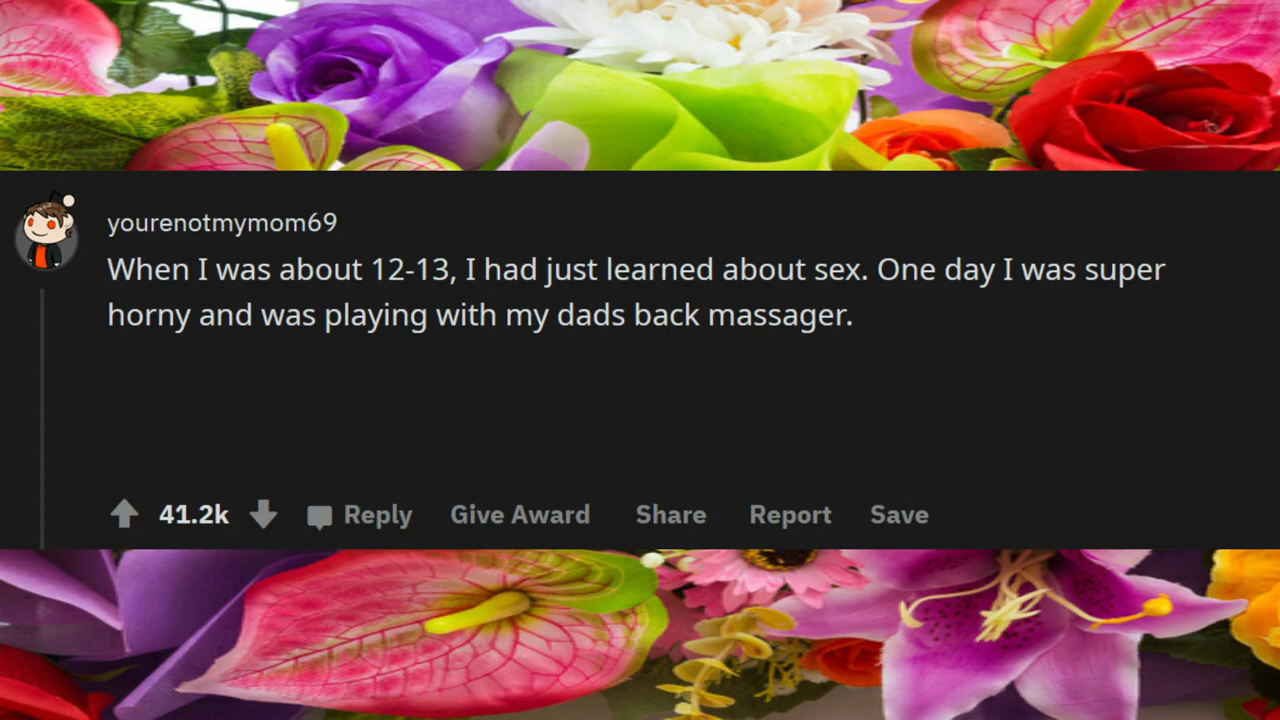 yourenotmymom69
When I was about 12-13, I had just learned about sex. One day I was super
horny and was playing with my dads back massager.
41.2k Reply Give Award Share Report Save